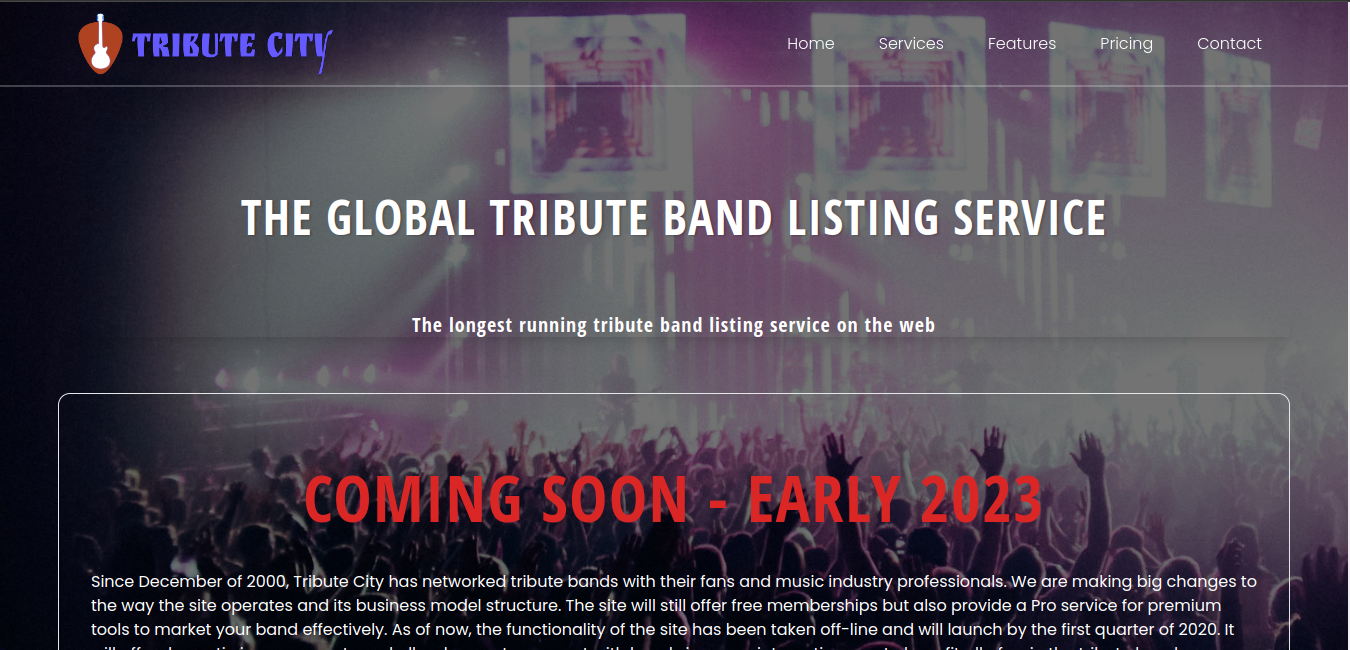 TRIBUTE CITY
Home Services Features Pricing Contact
THE GLOBAL TRIBUTE BAND LISTING SERVICE
The longest running tribute band listing service on the web
COMING SOON - EARLY 2023
Since December of 2000, Tribute City has networked tribute bands with their fans and music industry professionals. We are making big changes to
the way the site operates and its business model structure. The site will still offer free memberships but also provide a Pro service for premium
tools to market your band effectively. As of now, the functionality of the site has been taken off-line and will launch by the first quarter of 2020. It